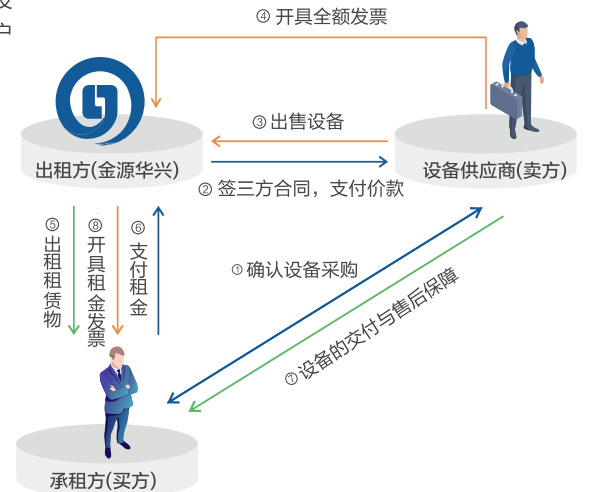 ④ 开具全额发票
③ 出售设备
出租方(金源华兴)
设备供应商(卖方)
② 签三方合同，支付价款
⑤ 出租租赁物
⑧ 开具租金发票
⑥ 支付租金
① 确认设备采购
⑦ 设备的交付与售后保障
承租方(买方)